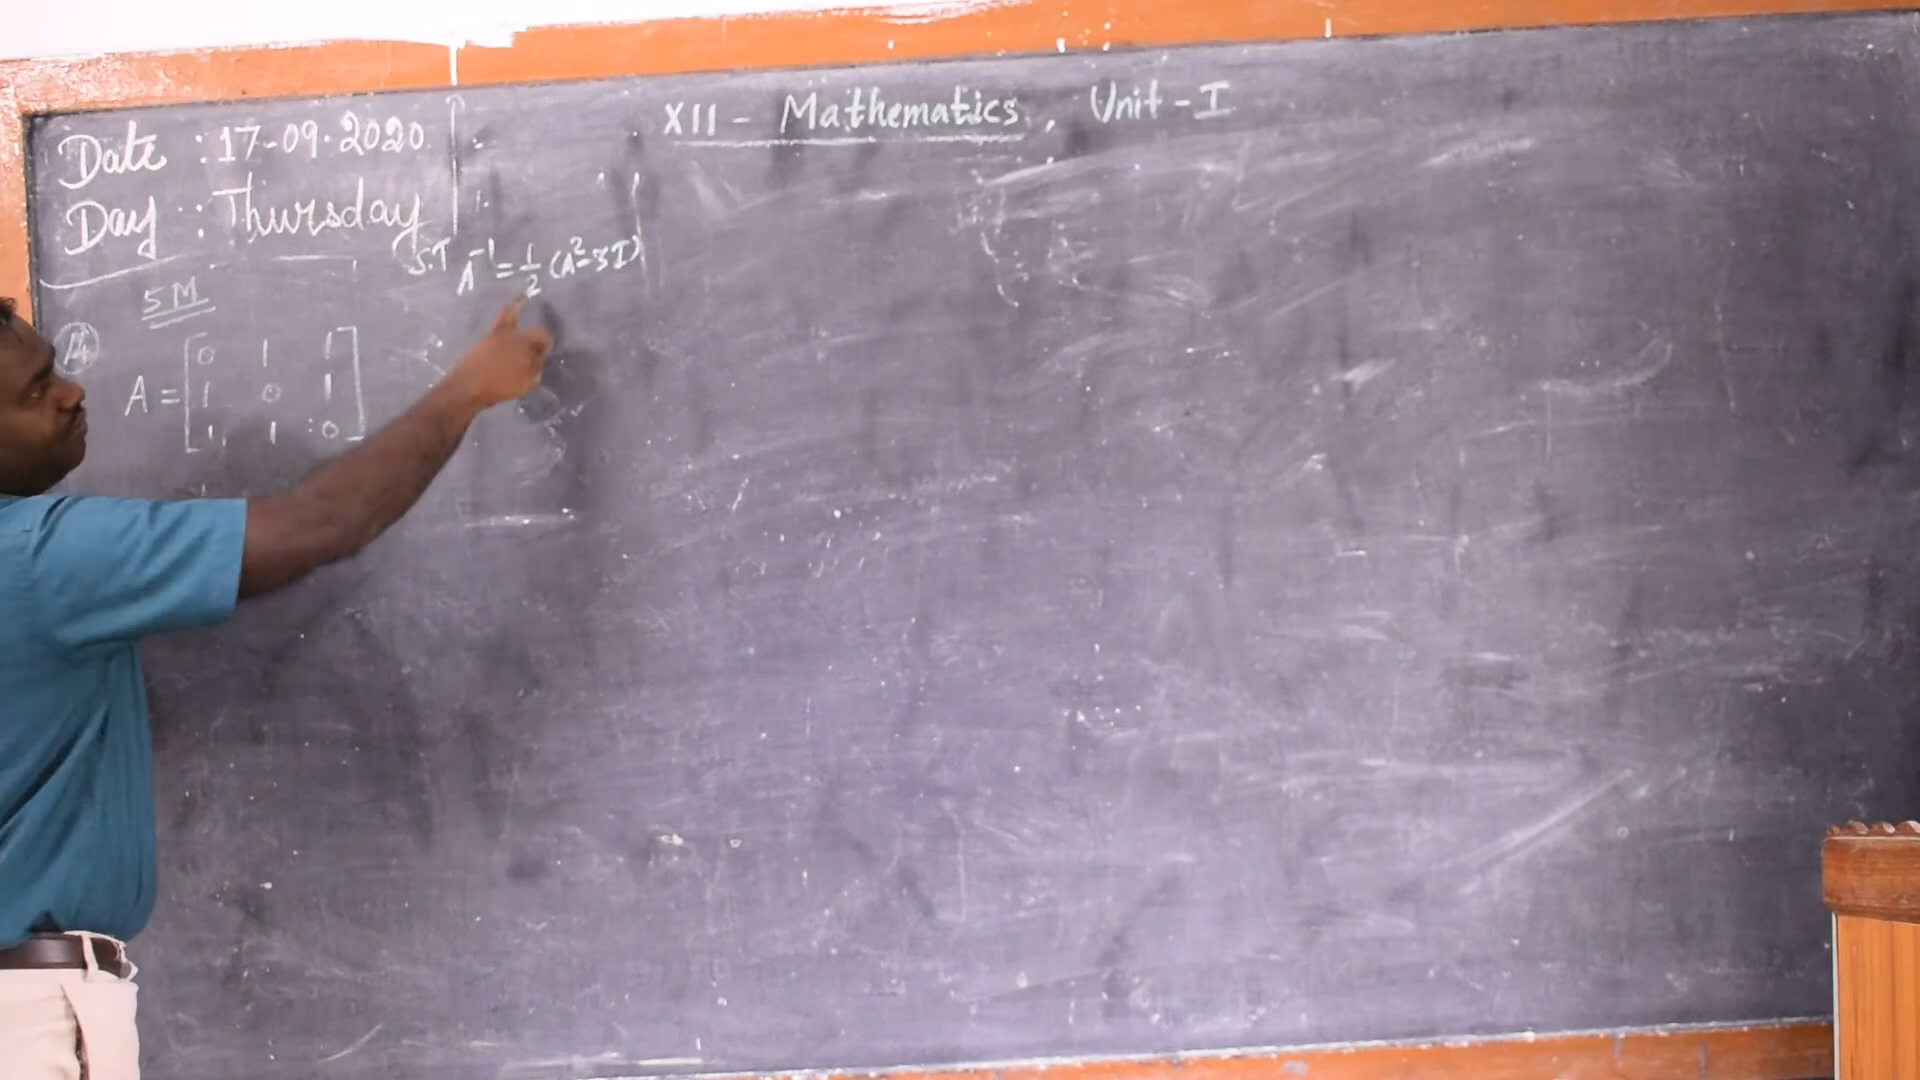 XII - Mathematics, Unit - I
Date : 17-09-2020
Day : Thursday
S.T A⁻¹ = 1/2 (A² - 3I)
5M
14
A = [ 0 1 1
1 0 1
1 1 0 ]